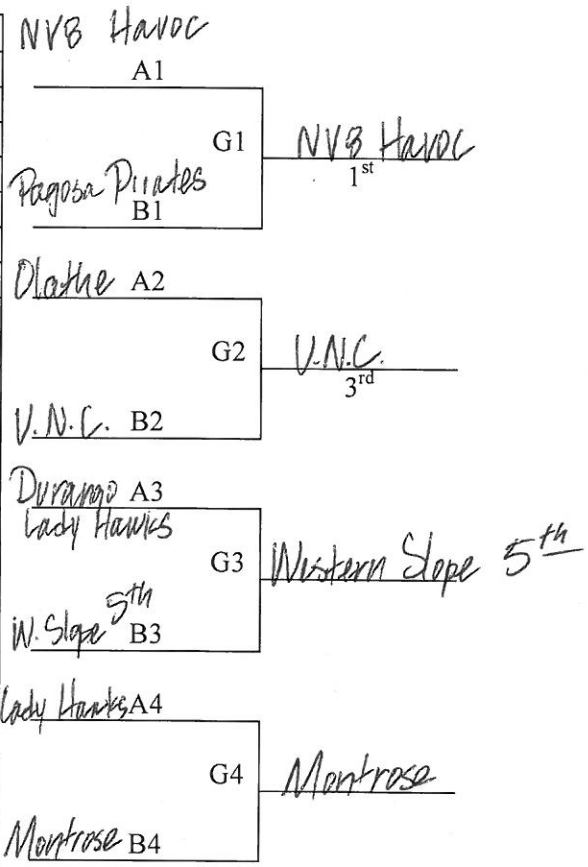 NVB Havoc
A1
G1 NVB Havoc
1st
Pagosa Pirates
B1
Olathe A2
G2 V.N.C.
3rd
V.N.C. B2
Durango A3
Lady Hawks
G3 Western Slope 5th
W. Slope 5th B3
Lady Hawks A4
G4 Montrose
Montrose B4